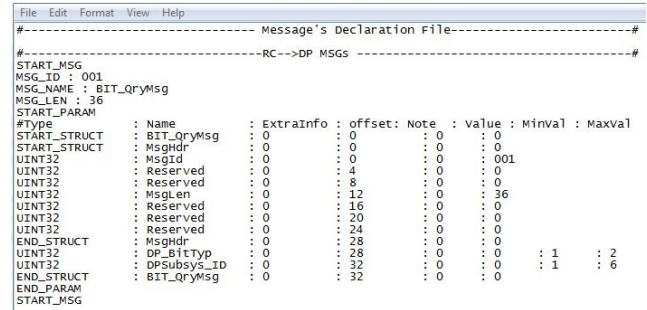 File Edit Format View Help
#-------------------------------- Message's Declaration File-------------------------#
#--------------------------------RC-->DP MSGs --------------------------------------#
START_MSG
MSG_ID : 001
MSG_NAME : BIT_QryMsg
MSG_LEN : 36
START_PARAM
#Type : Name : ExtraInfo : offset: Note : Value : MinVal : MaxVal
START_STRUCT : BIT_QryMsg : 0 : 0 : 0 : 0
START_STRUCT : MsgHdr : 0 : 0 : 0 : 0
UINT32 : MsgId : 0 : 0 : 0 : 001
UINT32 : Reserved : 0 : 4 : 0 : 0
UINT32 : Reserved : 0 : 8 : 0 : 0
UINT32 : MsgLen : 0 : 12 : 0 : 36
UINT32 : Reserved : 0 : 16 : 0 : 0
UINT32 : Reserved : 0 : 20 : 0 : 0
UINT32 : Reserved : 0 : 24 : 0 : 0
END_STRUCT : MsgHdr : 0 : 28 : 0 : 0
UINT32 : DP_BitTyp : 0 : 28 : 0 : 0 : 1 : 2
UINT32 : DPSubsys_ID : 0 : 32 : 0 : 0 : 1 : 6
END_STRUCT : BIT_QryMsg : 0 : 32 : 0 : 0
END_PARAM
START_MSG